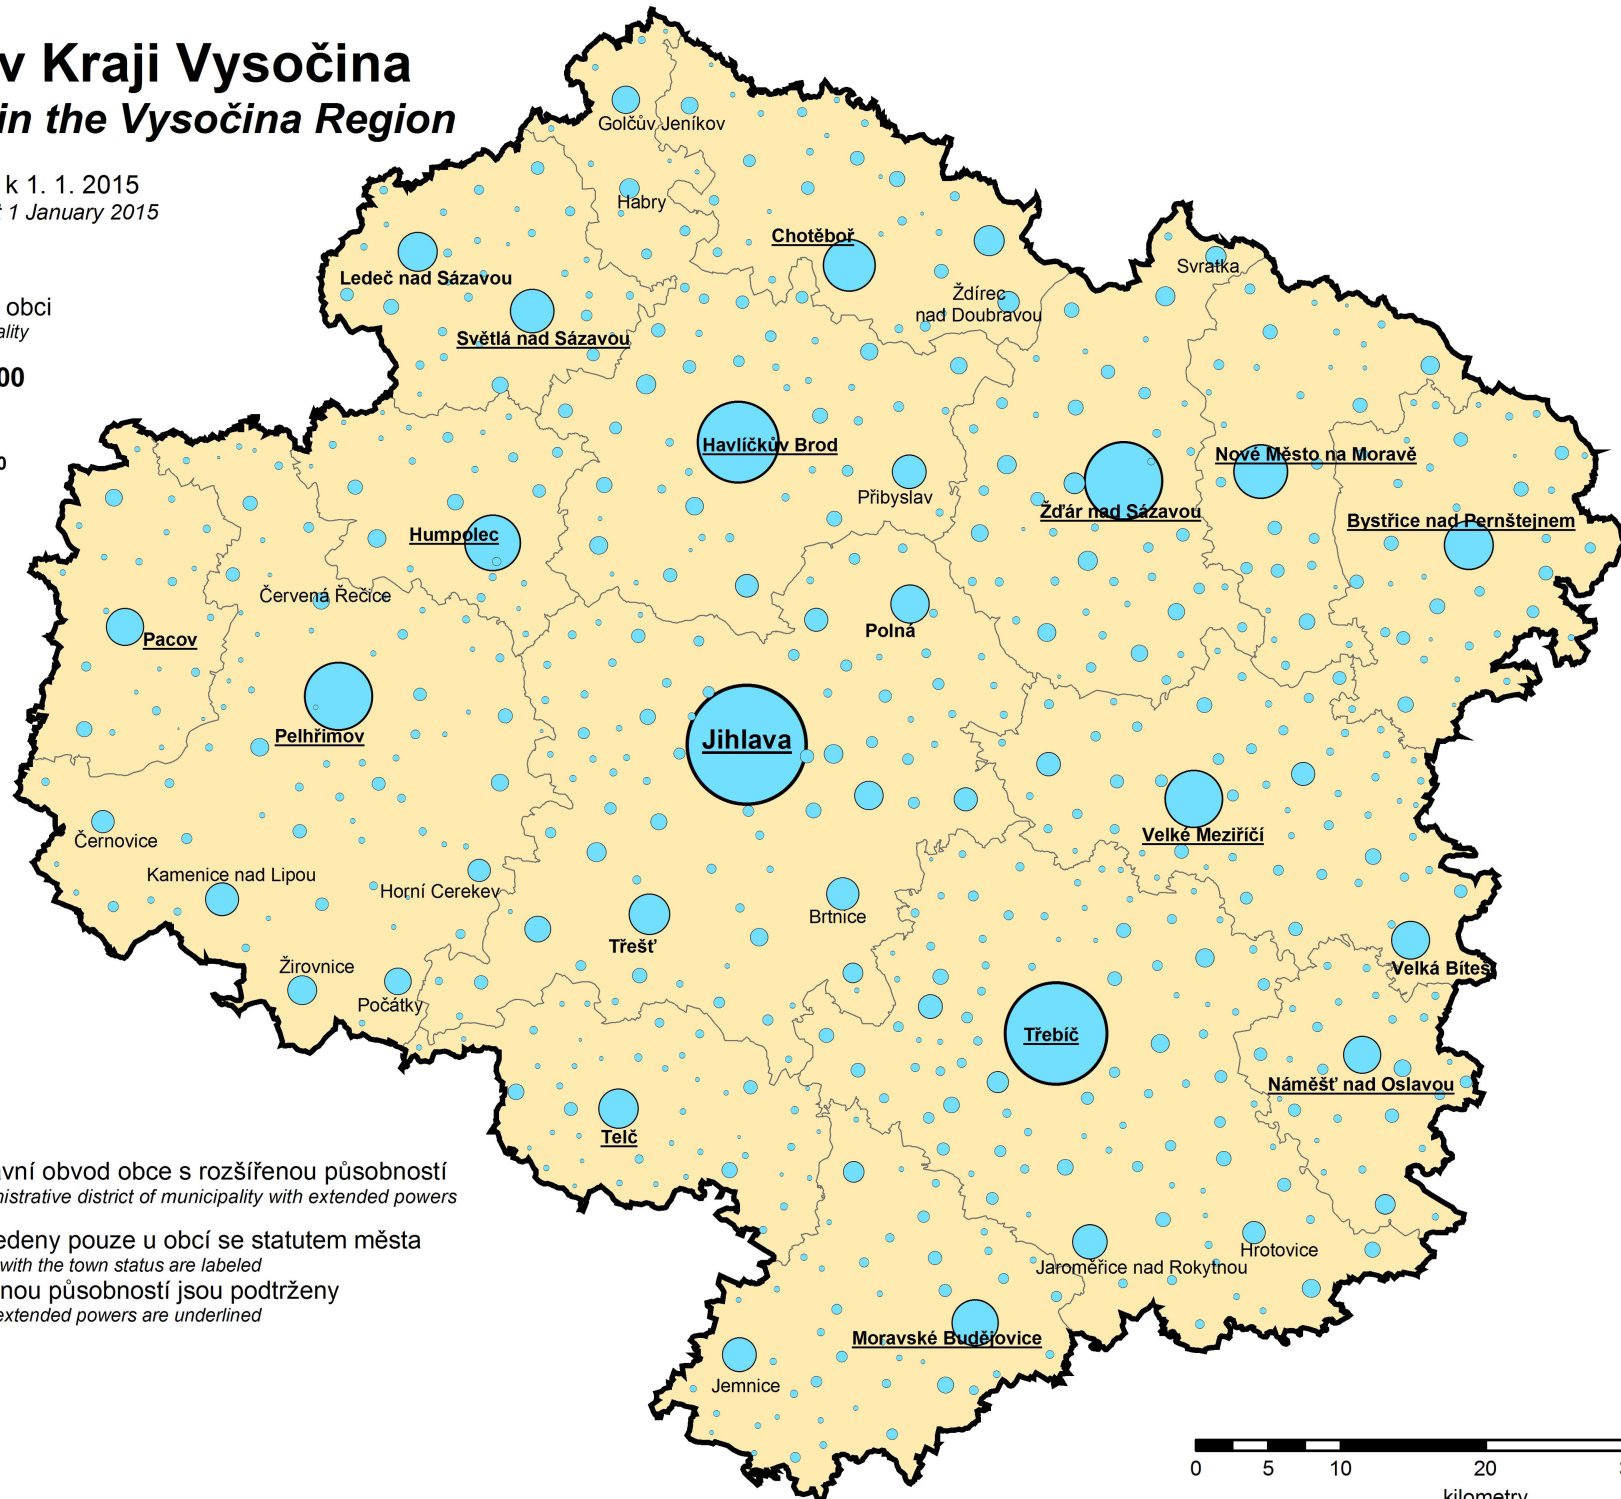 v Kraji Vysočina
in the Vysočina Region
k 1. 1. 2015
1 January 2015
obci
ality
00
0
Golčův Jeníkov
Habry
Chotěboř
Svratka
Ledeč nad Sázavou
Ždírec
nad Doubravou
Světlá nad Sázavou
Havlíčkův Brod
Nové Město na Moravě
Přibyslav
Žďár nad Sázavou
Bystřice nad Pernštejnem
Humpolec
Červená Řečice
Polná
Pacov
Pelhřimov
Jihlava
Velké Meziříčí
Černovice
Kamenice nad Lipou
Horní Cerekev
Brtnice
Třešť
Velká Bíteš
Žirovnice
Počátky
Třebíč
Náměšť nad Oslavou
Telč
vní obvod obce s rozšířenou působností
nistrative district of municipality with extended powers
edeny pouze u obcí se statutem města
with the town status are labeled
nou působností jsou podtrženy
extended powers are underlined
Hrotovice
Jaroměřice nad Rokytnou
Moravské Budějovice
Jemnice
0 5 10 20
kilometry